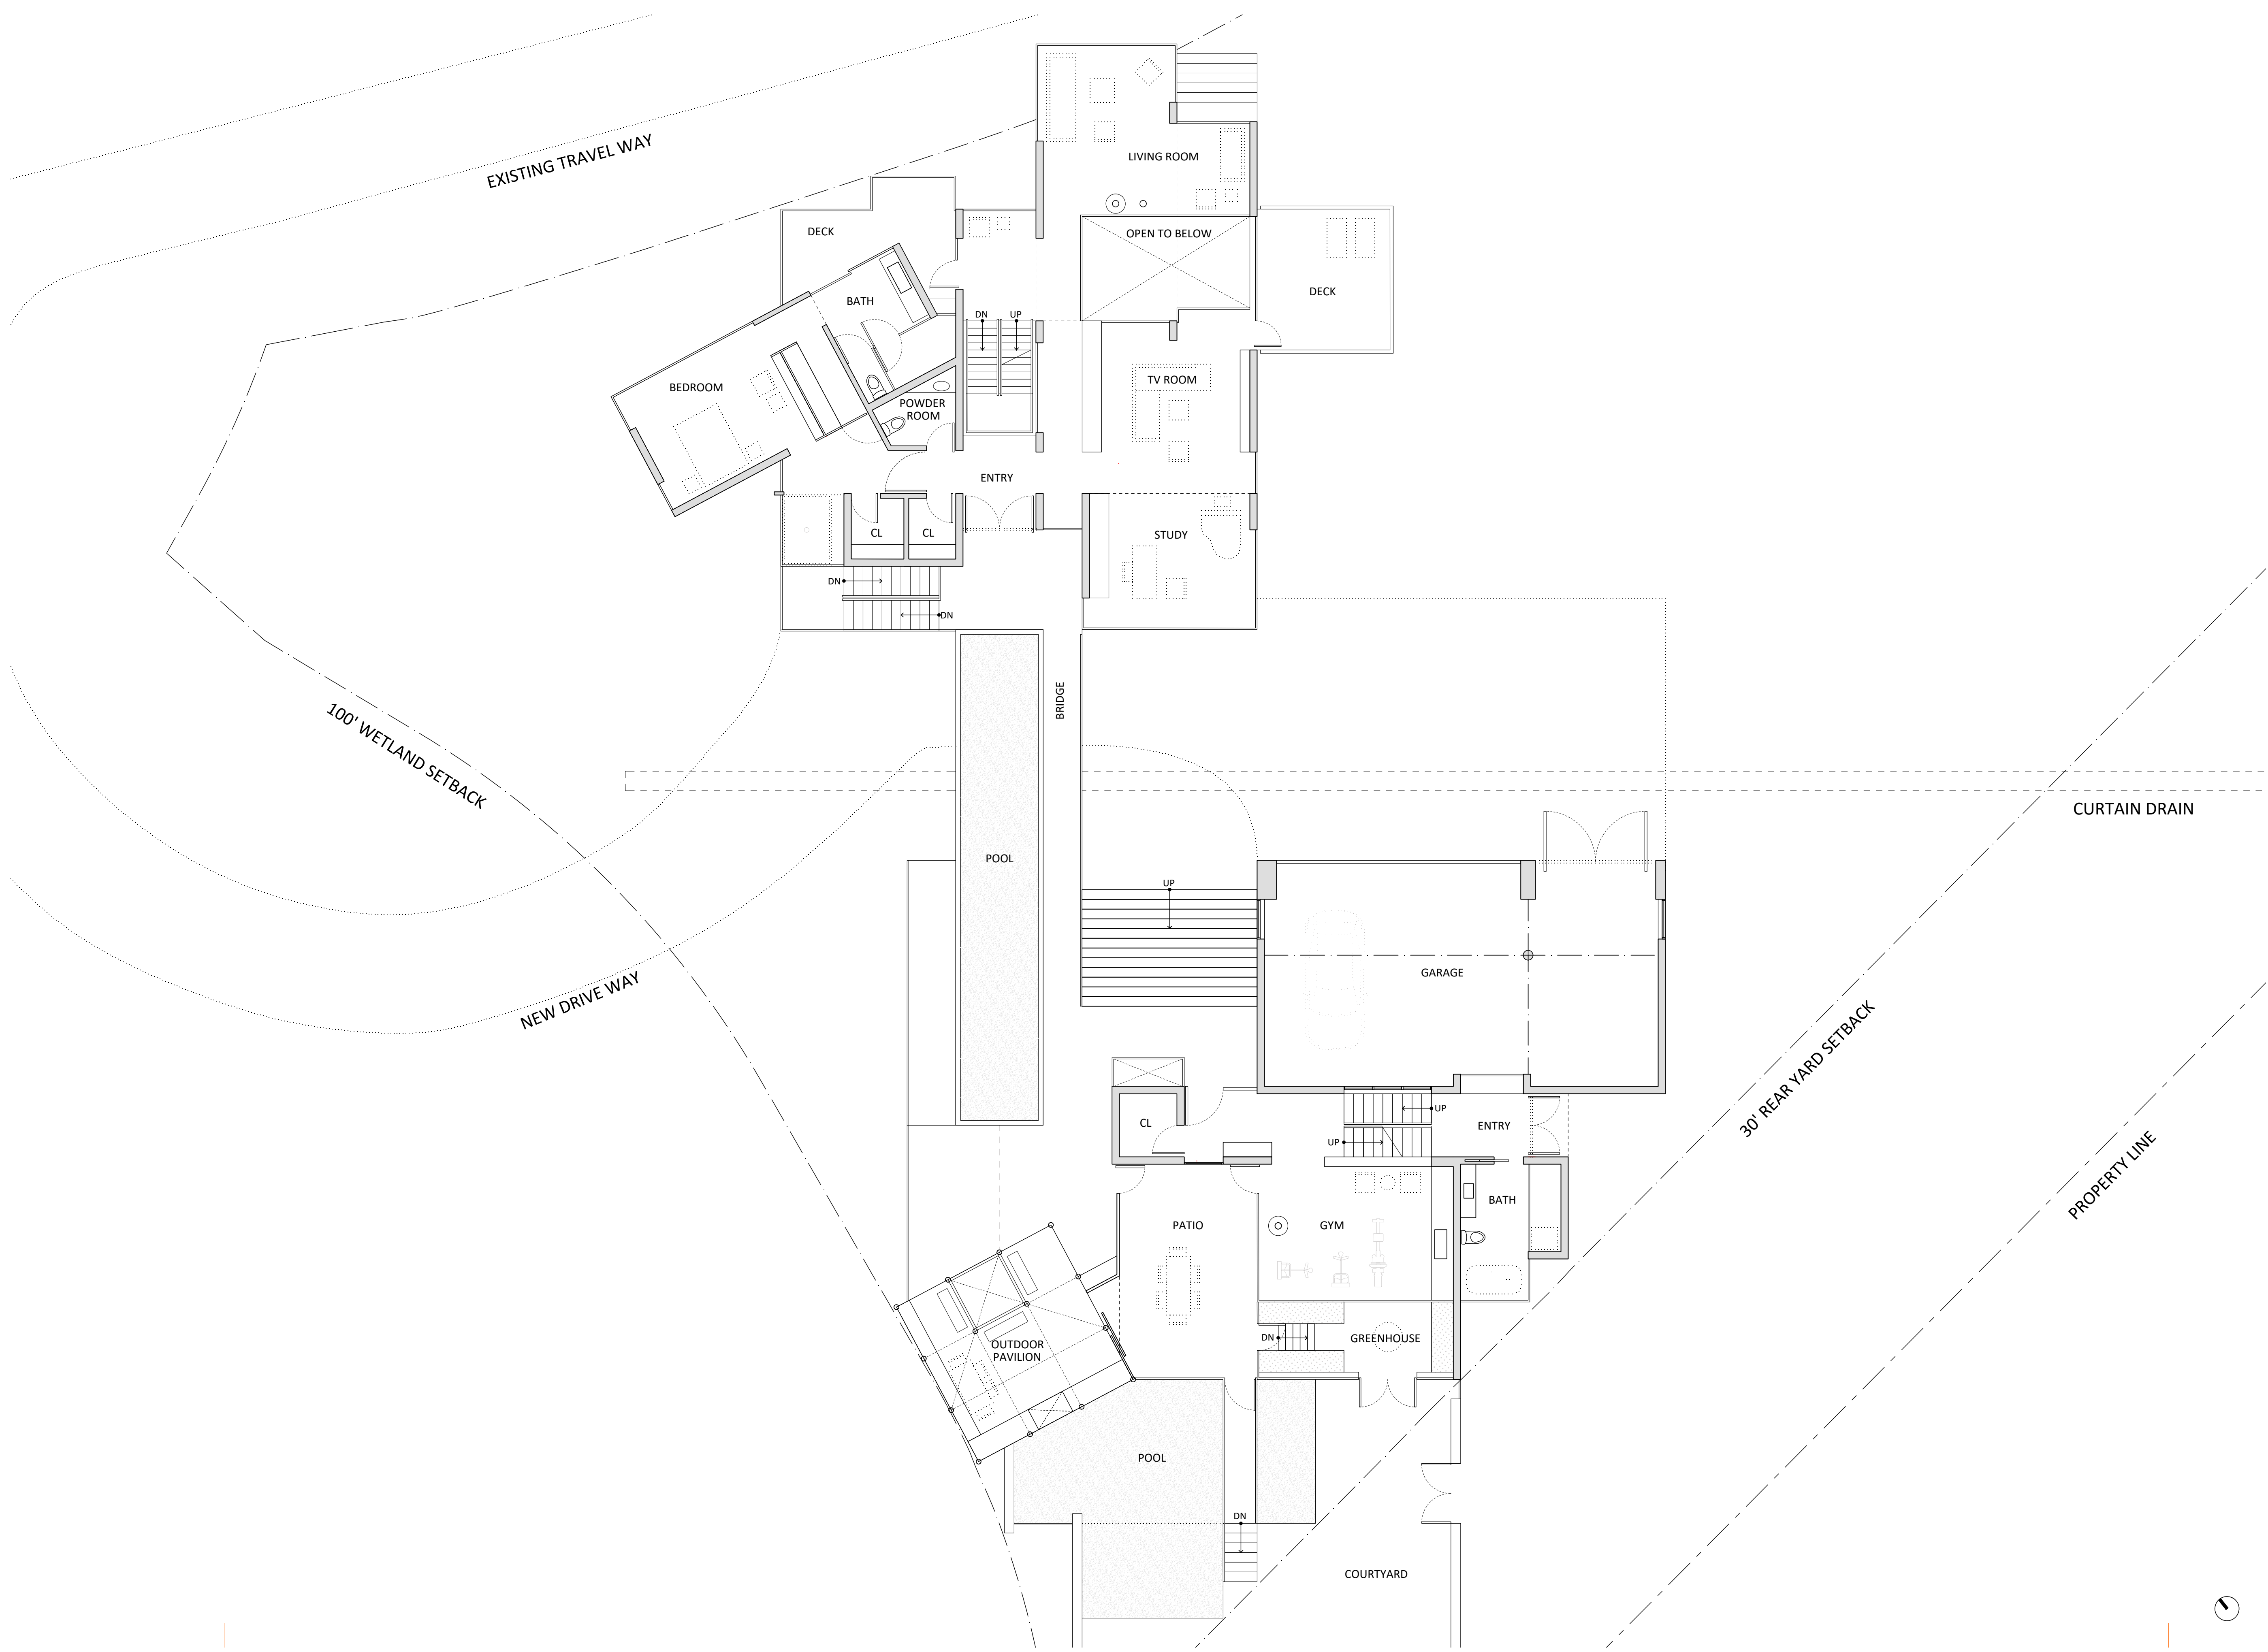 EXISTING TRAVEL WAY
LIVING ROOM
DECK
OPEN TO BELOW
DECK
BATH
DN
UP
BEDROOM
TV ROOM
POWDER
ROOM
ENTRY
CL
CL
STUDY
DN
DN
BRIDGE
100' WETLAND SETBACK
CURTAIN DRAIN
POOL
UP
GARAGE
NEW DRIVE WAY
30' REAR YARD SETBACK
UP
CL
ENTRY
UP
PROPERTY LINE
BATH
PATIO
GYM
DN
GREENHOUSE
OUTDOOR
PAVILION
POOL
DN
COURTYARD